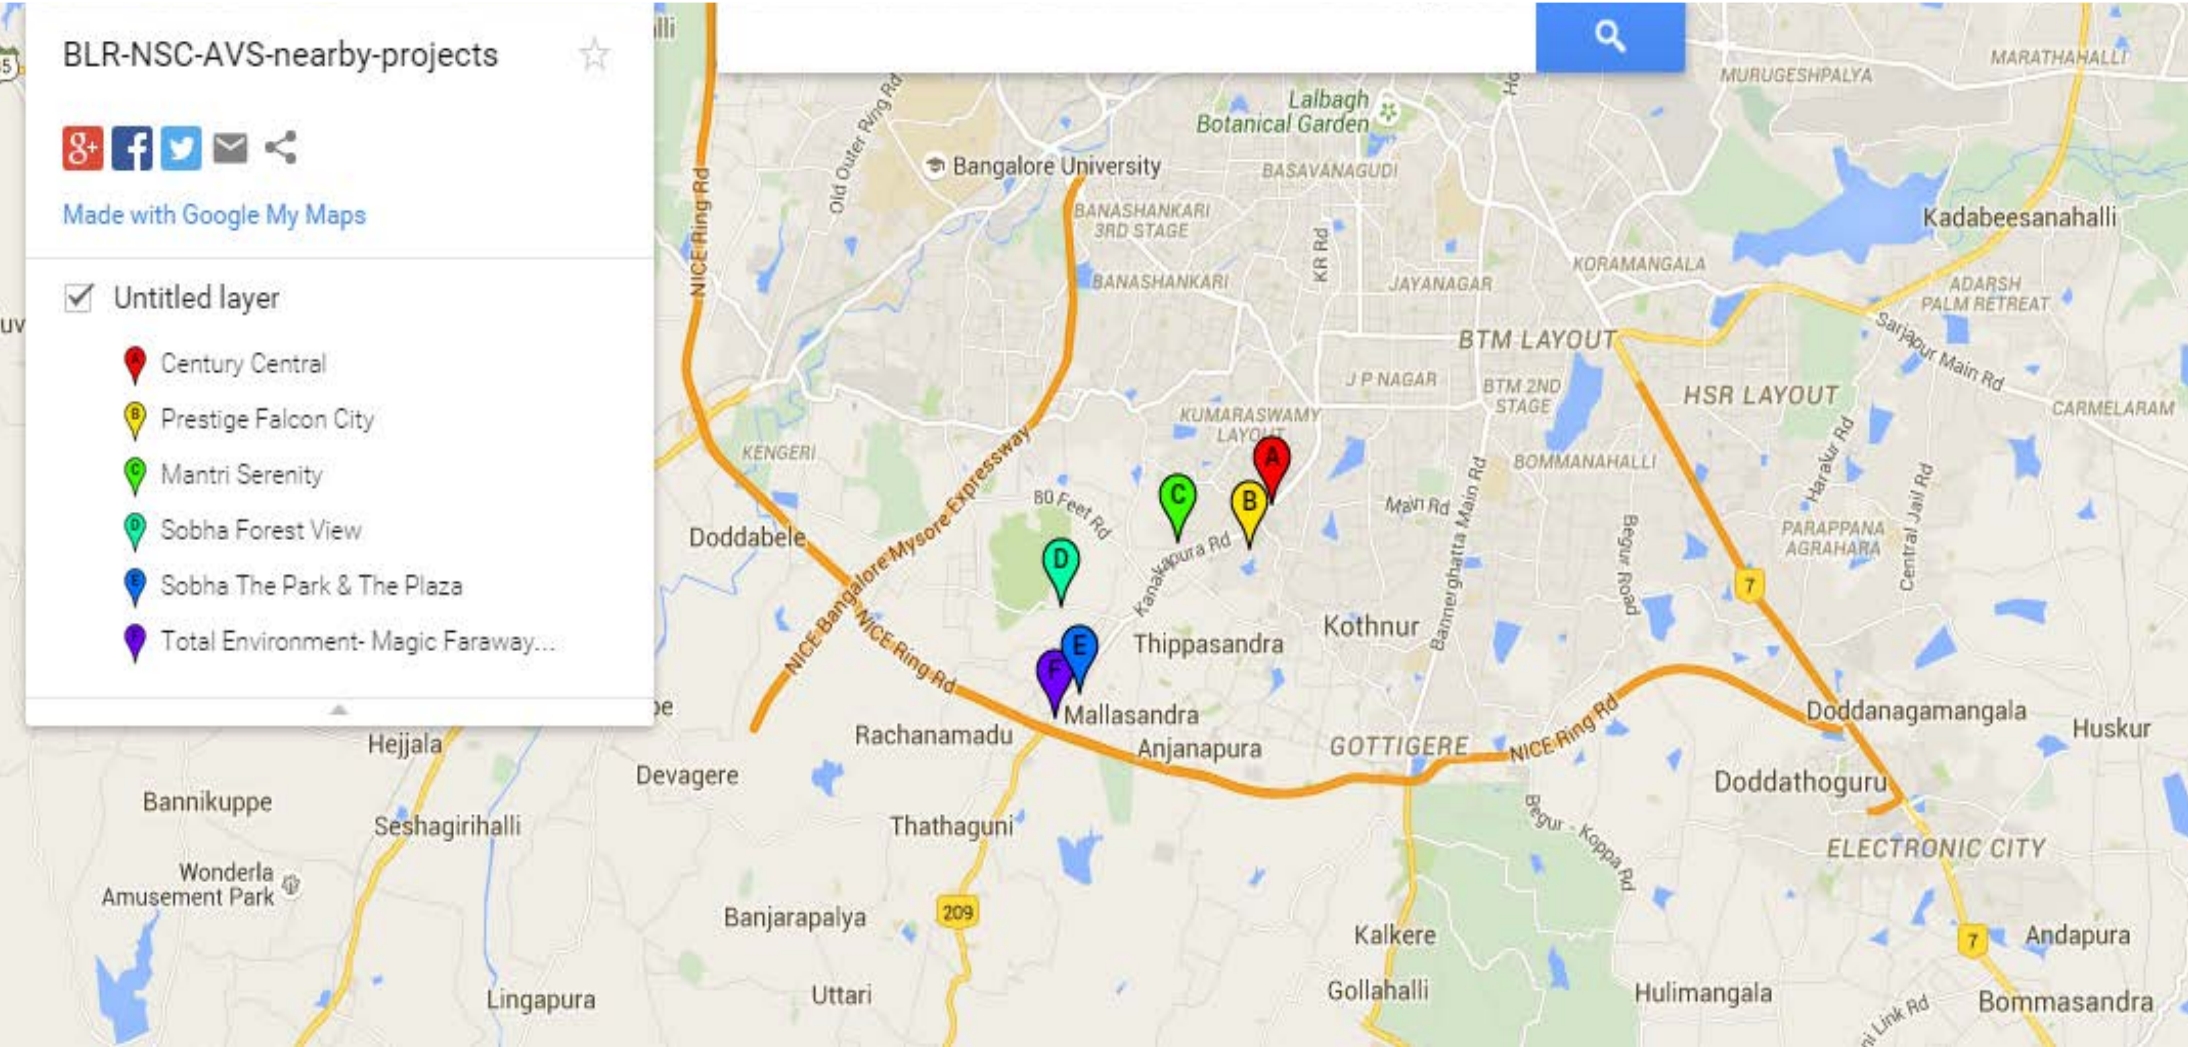 BLR-NSC-AVS-nearby-projects
8+
f
Made with Google My Maps
Untitled layer
A Century Central
B Prestige Falcon City
C Mantri Serenity
D Sobha Forest View
E Sobha The Park & The Plaza
F Total Environment- Magic Faraway...
NICE Ring Rd
Old Outer Ring Rd
Bangalore University
Lalbagh
Botanical Garden
BASAVANAGUDI
MURUGESHPALYA
MARATHAHALLI
BANASHANKARI
3RD STAGE
KR Rd
Kadabeesanahalli
BANASHANKARI
JAYANAGAR
KORAMANGALA
ADARSH
PALM RETREAT
BTM LAYOUT
Sarjapur Main Rd
J P NAGAR
BTM 2ND
STAGE
HSR LAYOUT
CARMELARAM
KUMARASWAMY
LAYOUT
KENGERI
A
B
C
BOMMANAHALLI
Haralur Rd
80 Feet Rd
Main Rd
Bannerghatta Main Rd
Begur Road
PARAPPANA
AGRAHARA
Central Jail Rd
Doddabele
NICE Bangalore Mysore Expressway
D
Kanakapura Rd
7
NICE Ring Rd
Thippasandra
Kothnur
E
F
Mallasandra
Rachanamadu
Anjanapura
GOTTIGERE
NICE Ring Rd
Doddanagamangala
Huskur
Hejjala
Devagere
Doddathoguru
Bannikuppe
Seshagirihalli
Thathaguni
Begur - Koppa Rd
ELECTRONIC CITY
Wonderla
Amusement Park
Banjarapalya
209
Kalkere
7
Andapura
Lingapura
Uttari
Gollahalli
Hulimangala
Bommasandra
Link Rd